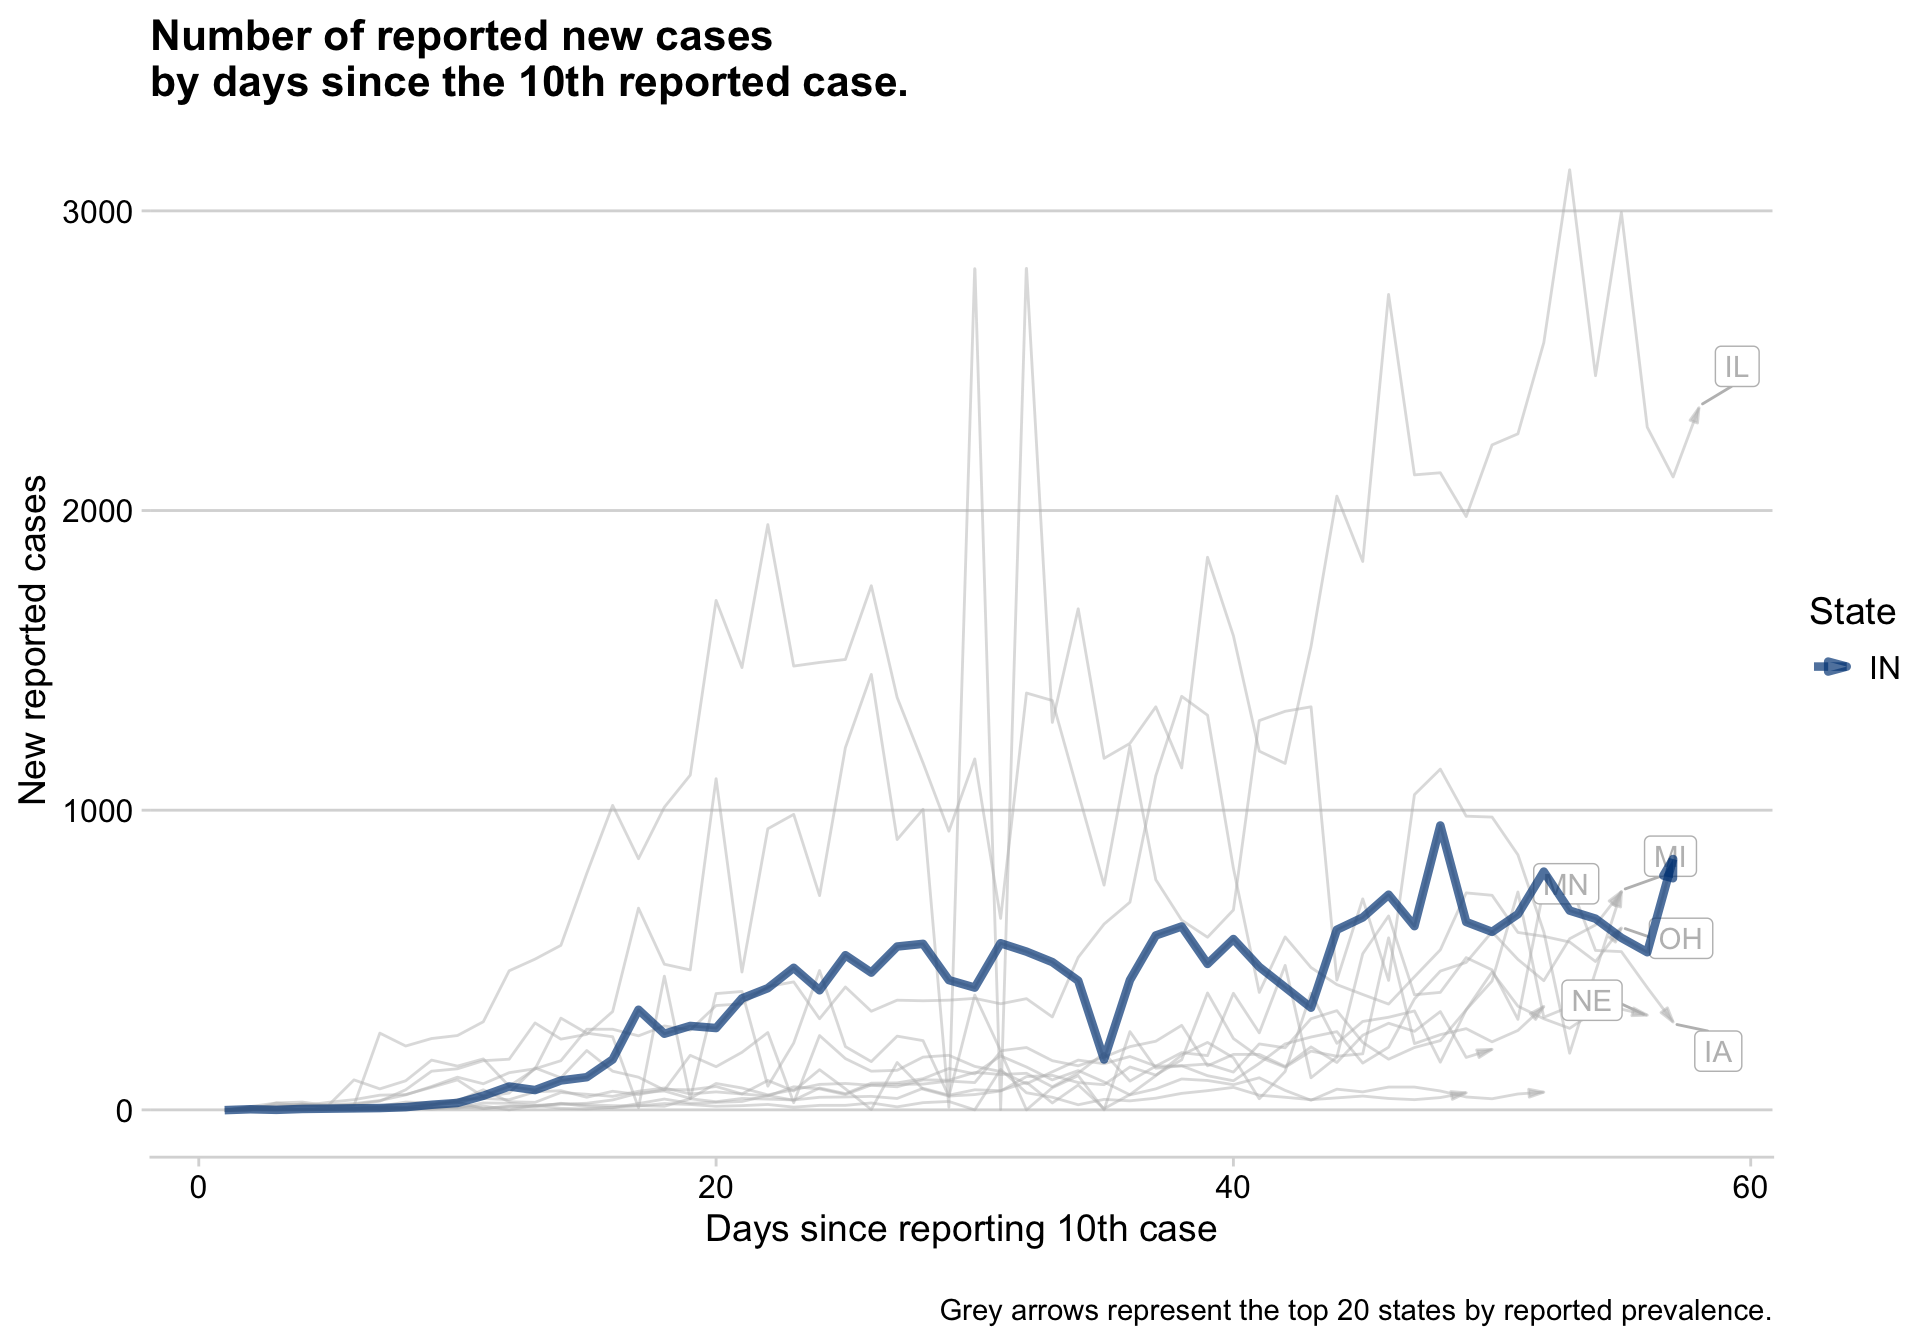 Number of reported new cases
by days since the 10th reported case.
New reported cases
3000
2000
1000
0
IL
MI
MN
OH
NE
IA
State
IN
0 20 40 60
Days since reporting 10th case
Grey arrows represent the top 20 states by reported prevalence.